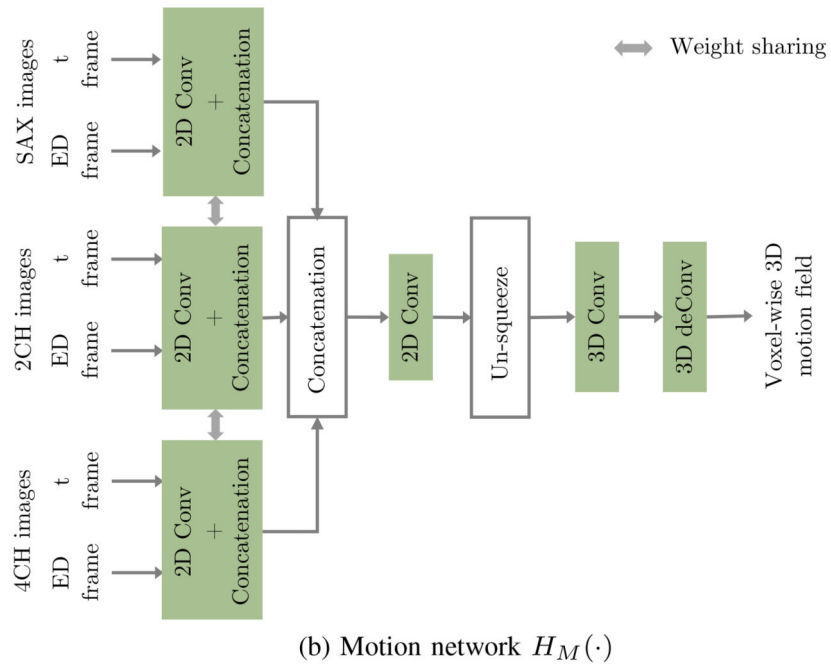 SAX images
t
frame
ED
frame
2D Conv
+
Concatenation
Weight sharing
2CH images
t
frame
ED
frame
2D Conv
+
Concatenation
4CH images
t
frame
ED
frame
2D Conv
+
Concatenation
Concatenation
2D Conv
Un-squeeze
3D Conv
3D deConv
Voxel-wise 3D
motion field
(b) Motion network $H_M(\cdot)$